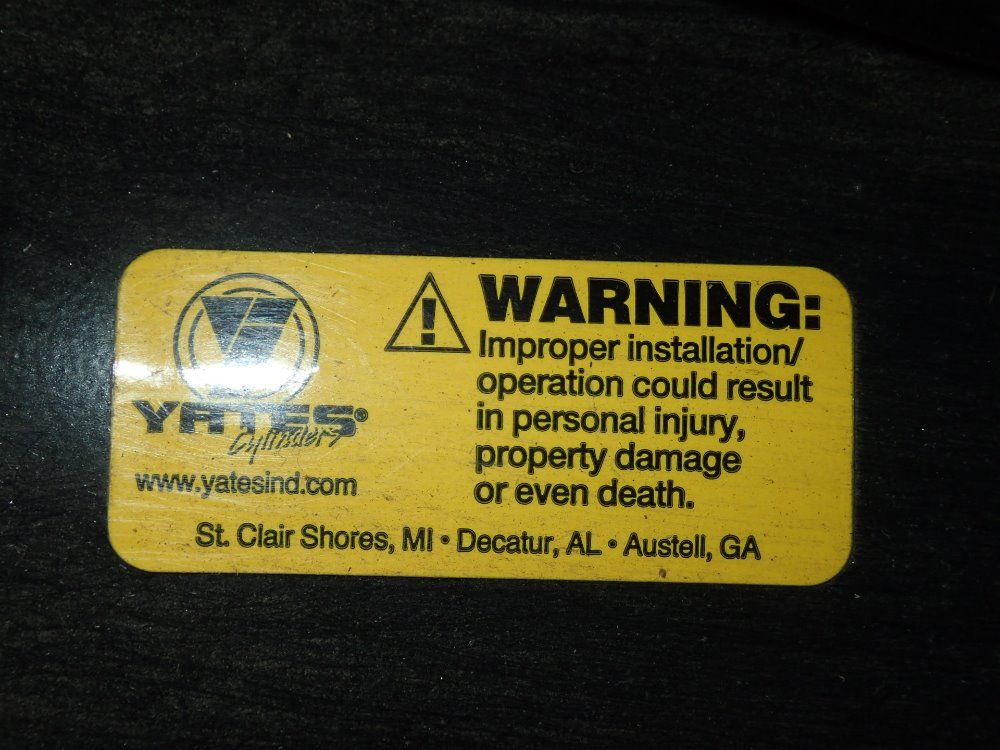 YATES®
Cylinders
www.yatesind.com
WARNING:
Improper installation/
operation could result
in personal injury,
property damage
or even death.
St. Clair Shores, MI • Decatur, AL • Austell, GA